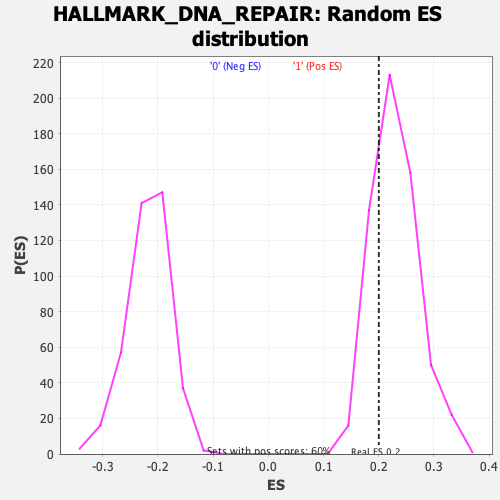 HALLMARK_DNA_REPAIR: Random ES
distribution
'0' (Neg ES) '1' (Pos ES)
220
200
180
160
140
120
100
80
60
40
20
0
P(ES)
Sets with pos scores: 60% Real ES 0.2
-0.3 -0.2 -0.1 0.0 0.1 0.2 0.3 0.4
ES